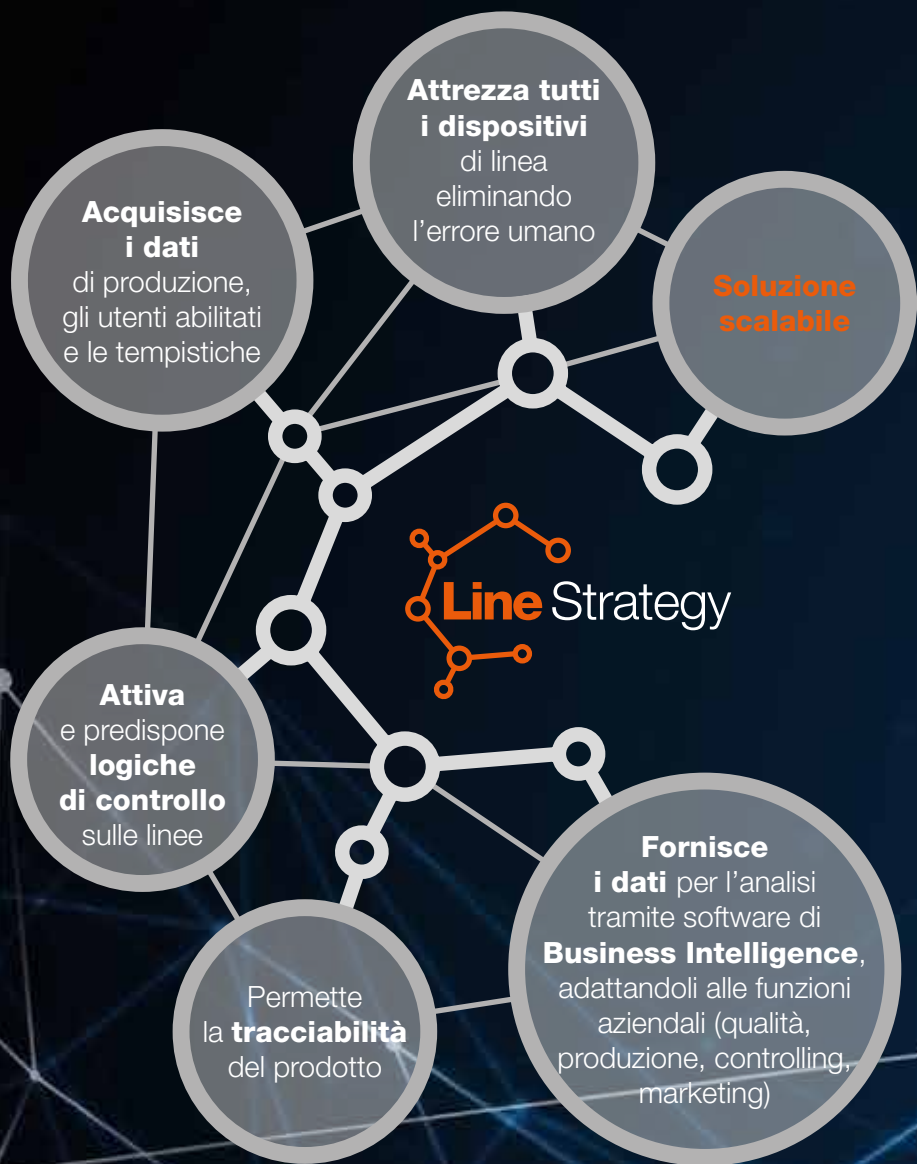 Attrezza tutti
i dispositivi
di linea
eliminando
l'errore umano
Acquisisce
i dati
di produzione,
gli utenti abilitati
e le tempistiche
Soluzione
scalabile
Line Strategy
Attiva
e predispone
logiche
di controllo
sulle linee
Fornisce
i dati per l'analisi
tramite software di
Business Intelligence,
adattandoli alle funzioni
aziendali (qualità,
produzione, controlling,
marketing)
Permette
la tracciabilità
del prodotto